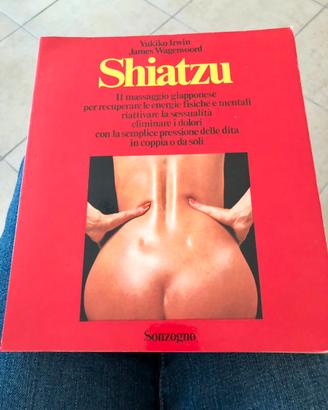 Yukiko Irwin
James Wagenvoord
Shiatzu
Il massaggio giapponese
per recuperare le energie fisiche e mentali
riattivare la sessualità
eliminare i dolori
con la semplice pressione delle dita
in coppia o da soli
Sonzogno